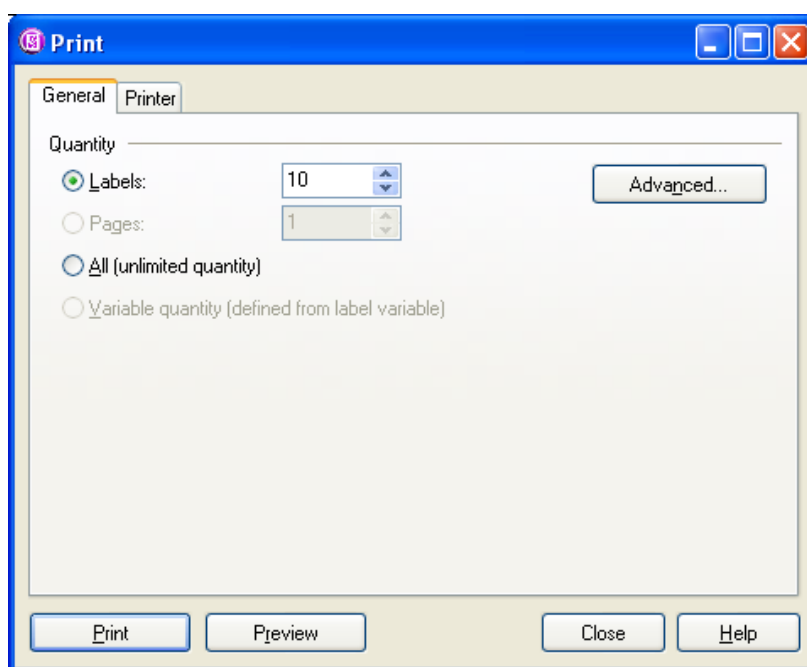 Print
General Printer
Quantity
Labels: 10 Advanced...
Pages: 1
All (unlimited quantity)
Variable quantity (defined from label variable)
Print Preview Close Help